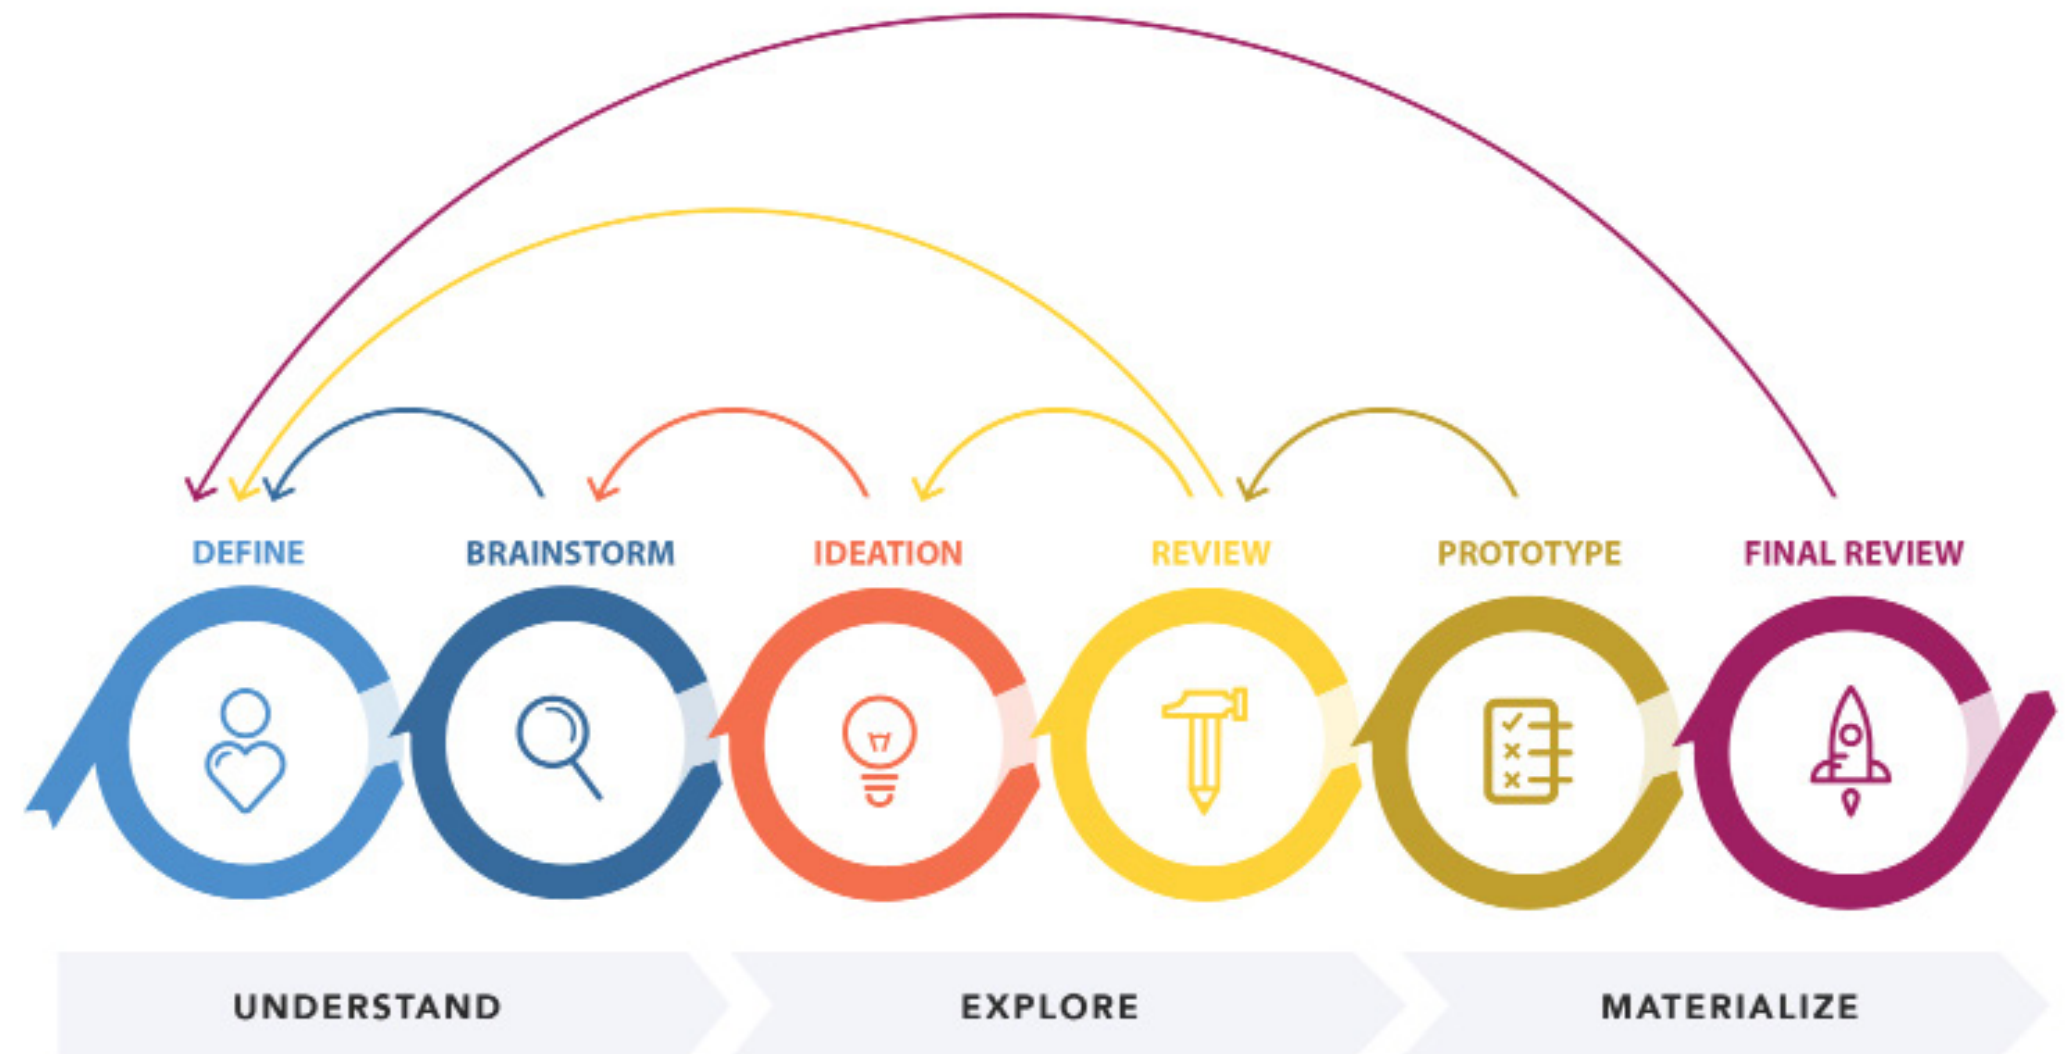 DEFINE
BRAINSTORM
IDEATION
REVIEW
PROTOTYPE
FINAL REVIEW
UNDERSTAND
EXPLORE
MATERIALIZE